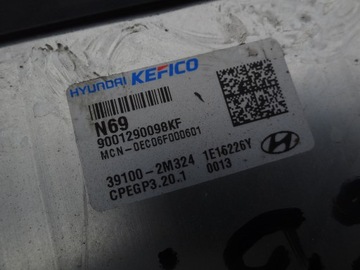 HYUNDAI KEFICO
N69
9001290098KF
MCN-0EC06F000601
39100-2M324 1E16226Y
CPEGP3.20.1 0013